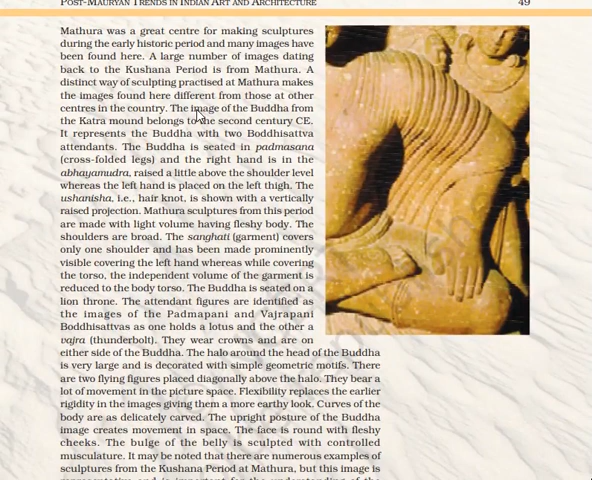 POST-MAURYAN TRENDS IN INDIAN ART AND ARCHITECTURE 49
Mathura was a great centre for making sculptures
during the early historic period and many images have
been found here. A large number of images dating
back to the Kushana Period is from Mathura. A
distinct way of sculpting practised at Mathura makes
the images found here different from those at other
centres in the country. The image of the Buddha from
the Katra mound belongs to the second century CE.
It represents the Buddha with two Boddhisattva
attendants. The Buddha is seated in padmasana
(cross-folded legs) and the right hand is in the
abhayamudra, raised a little above the shoulder level
whereas the left hand is placed on the left thigh. The
ushanisha, i.e., hair knot, is shown with a vertically
raised projection. Mathura sculptures from this period
are made with light volume having fleshy body. The
shoulders are broad. The sanghati (garment) covers
only one shoulder and has been made prominently
visible covering the left hand whereas while covering
the torso, the independent volume of the garment is
reduced to the body torso. The Buddha is seated on a
lion throne. The attendant figures are identified as
the images of the Padmapani and Vajrapani
Boddhisattvas as one holds a lotus and the other a
vajra (thunderbolt). They wear crowns and are on
either side of the Buddha. The halo around the head of the Buddha
is very large and is decorated with simple geometric motifs. There
are two flying figures placed diagonally above the halo. They bear a
lot of movement in the picture space. Flexibility replaces the earlier
rigidity in the images giving them a more earthy look. Curves of the
body are as delicately carved. The upright posture of the Buddha
image creates movement in space. The face is round with fleshy
cheeks. The bulge of the belly is sculpted with controlled
musculature. It may be noted that there are numerous examples of
sculptures from the Kushana Period at Mathura, but this image is
representative and is important for the understanding of the